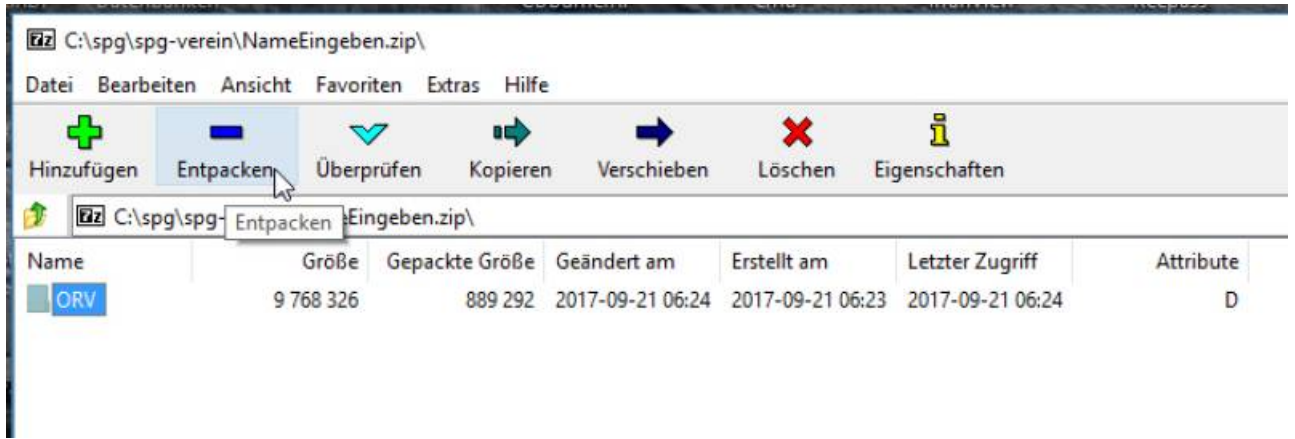 C:\spg\spg-verein\NameEingeben.zip\
Datei Bearbeiten Ansicht Favoriten Extras Hilfe
Hinzufügen Entpacken Überprüfen Kopieren Verschieben Löschen Eigenschaften
C:\spg\spg- Eingeben.zip\
Entpacken
Name Größe Gepackte Größe Geändert am Erstellt am Letzter Zugriff Attribute
ORV 9 768 326 889 292 2017-09-21 06:24 2017-09-21 06:23 2017-09-21 06:24 D